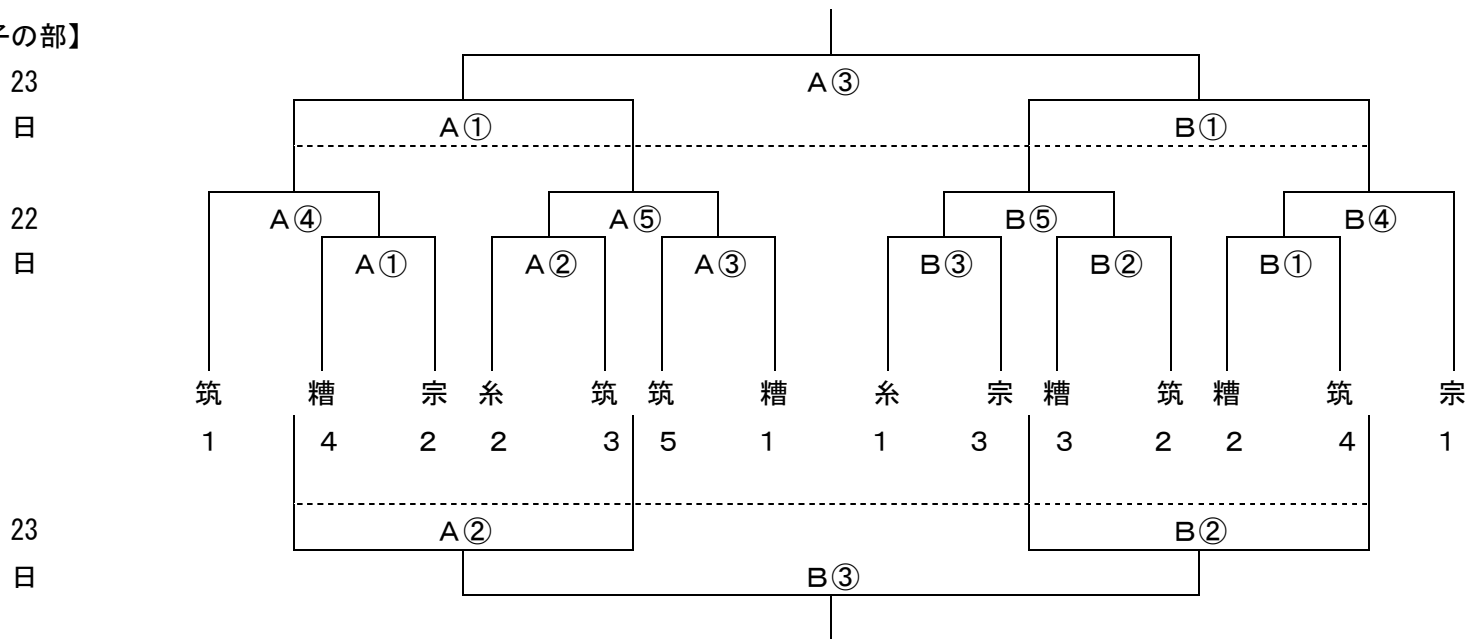 子の部】
23 A③
日 A① B①
22 A④ A⑤ B⑤ B④
日 A① A② A③ B③ B② B①
筑 糟 宗 糸 筑 筑 糟 糸 宗 糟 筑 糟 筑 宗
1 4 2 2 3 5 1 1 3 3 2 2 4 1
23 A② B②
日 B③